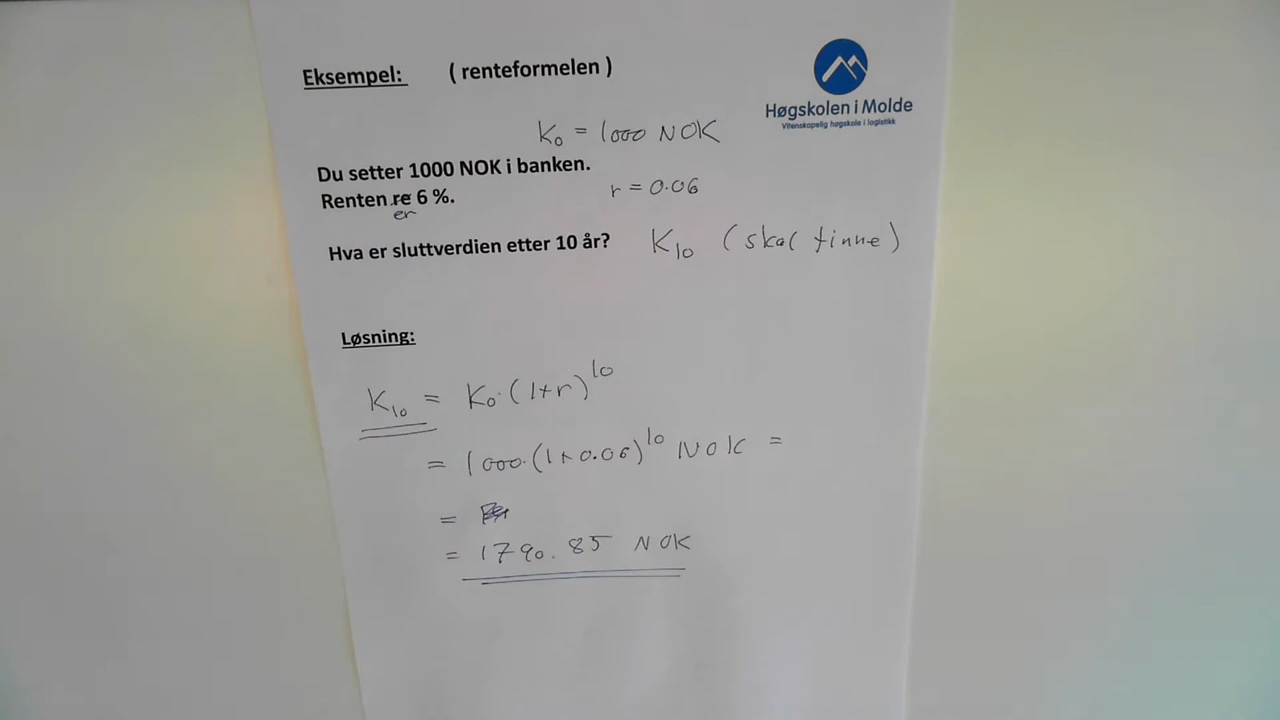 Eksempel: ( renteformelen )
Høgskolen i Molde
Vitenskapelig høgskole i logistikk
K₀ = 1000 NOK
Du setter 1000 NOK i banken.
Renten re 6 %. r = 0.06
er
Hva er sluttverdien etter 10 år? K₁₀ (skal finne)
Løsning:
K₁₀ = K₀·(1+r)¹⁰
= 1000·(1+0.06)¹⁰ NOK =
=
= 1790.85 NOK